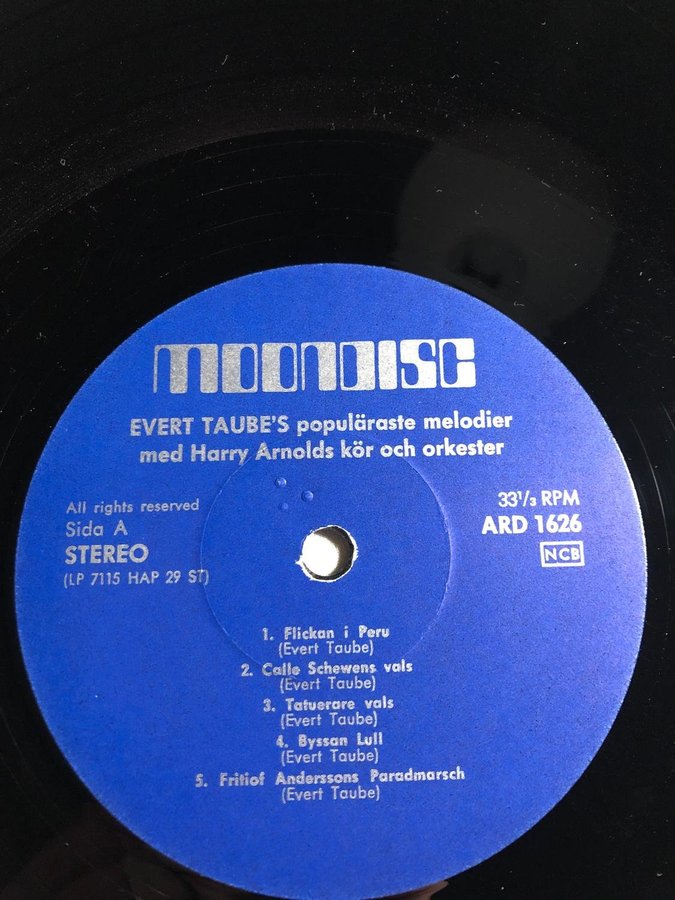 MOONDISC
EVERT TAUBE'S populäraste melodier
med Harry Arnolds kör och orkester
All rights reserved
Sida A
STEREO
(LP 7115 HAP 29 ST)
33¹/₃ RPM
ARD 1626
NCB
1. Flickan i Peru
(Evert Taube)
2. Calle Schewens vals
(Evert Taube)
3. Tatuerare vals
(Evert Taube)
4. Byssan Lull
(Evert Taube)
5. Fritiof Anderssons Paradmarsch
(Evert Taube)